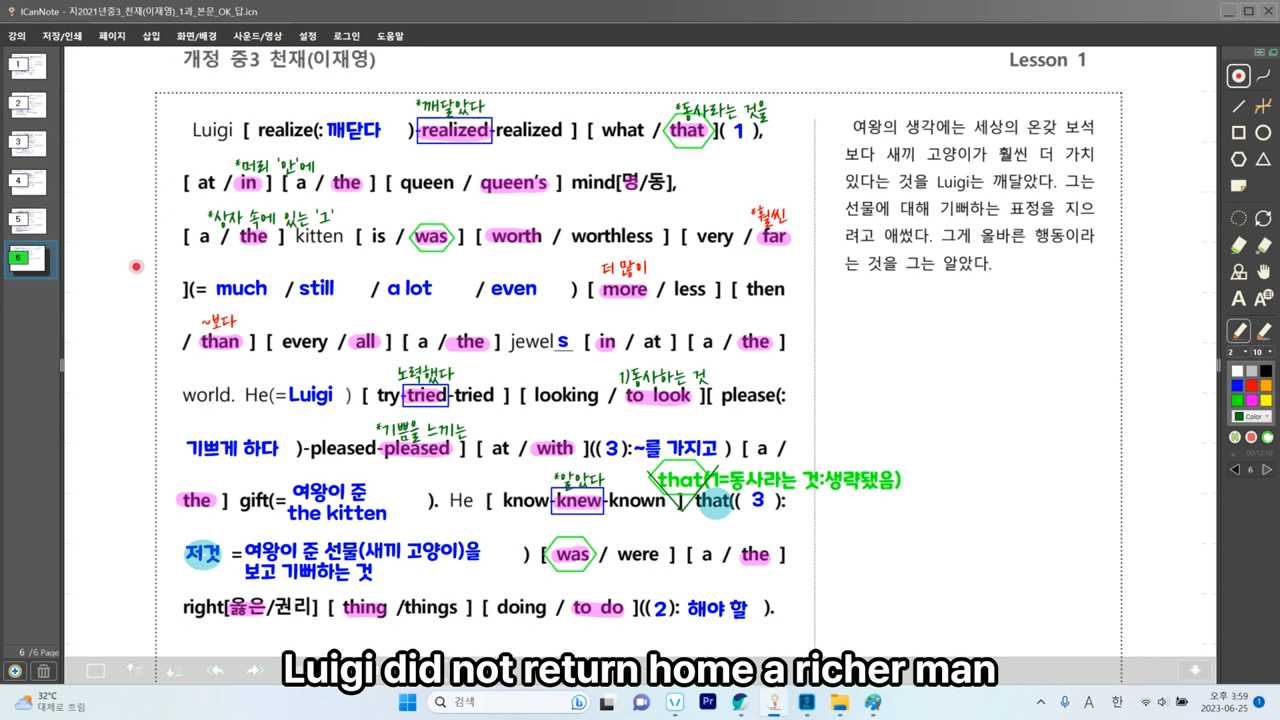 ICanNote - 지2021년중3_천재(이재영)_1과_본문_OK_답.icn
강의 저장/인쇄 페이지 삽입 화면/배경 사운드/영상 설정 로그인 도움말
개정 중3 천재(이재영) Lesson 1
*깨달았다 *동사라는 것을
Luigi [ realize(: 깨닫다 )-realized-realized ] [ what / that ]( 1 ),
*머리 '안'에
[ at / in ] [ a / the ] [ queen / queen's ] mind[명/동],
*상자 속에 있는 '그' *훨씬
[ a / the ] kitten [ is / was ] [ worth / worthless ] [ very / far
더 많이
](= much / still / a lot / even ) [ more / less ] [ then
~보다
/ than ] [ every / all ] [ a / the ] jewel s [ in / at ] [ a / the ]
노력했다 1)동사하는 것
world. He(= Luigi ) [ try-tried-tried ] [ looking / to look ][ please(:
*기쁨을 느끼는
기쁘게 하다 )-pleased-pleased ] [ at / with ]((3):~를 가지고 ) [ a /
*알았다 that(1=동사라는 것:생략됐음)
the ] gift(= 여왕이 준 the kitten ). He [ know-knew-known ] that(( 3 ):
저것 =여왕이 준 선물(새끼 고양이)을 보고 기뻐하는 것 ) [ was / were ] [ a / the ]
right[옳은/권리] [ thing /things ] [ doing / to do ]((2): 해야 할 ).
여왕의 생각에는 세상의 온갖 보석
보다 새끼 고양이가 훨씬 더 가치
있다는 것을 Luigi는 깨달았다. 그는
선물에 대해 기뻐하는 표정을 지으
려고 애썼다. 그게 올바른 행동이라
는 것을 그는 알았다.
Luigi did not return home a richer man
1
2
3
4
5
6
2 10
Color
00:12:10
6
6 /6 페이지
32°C
대체로 흐림
검색
A 한
오후 3:59
2023-06-25